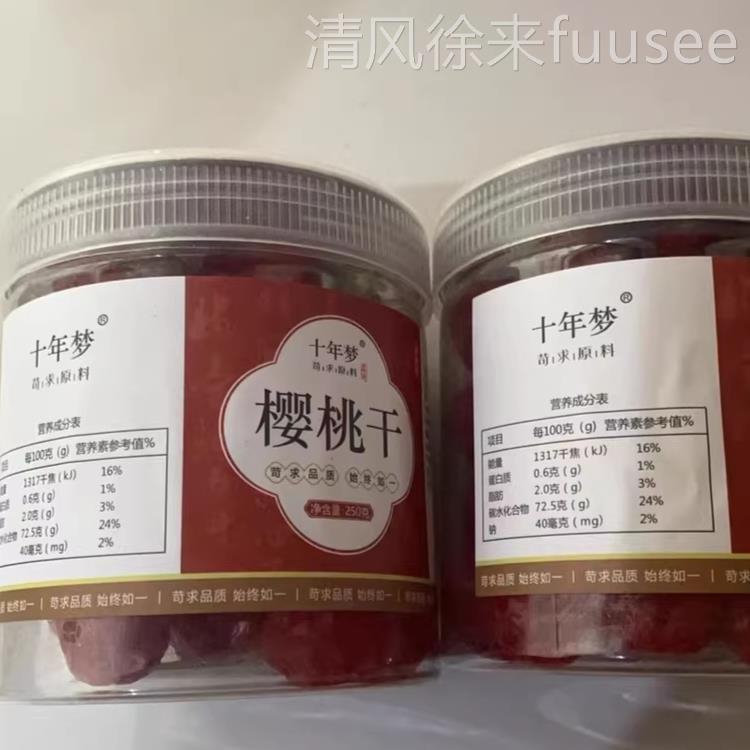 清风徐来fuusee
十年梦®
苛求原料
营养成分表
每100克(g) 营养素参考值%
1317千焦(kJ) 16%
0.6克(g) 1%
2.0克(g) 3%
水化合物 72.5克(g) 24%
40毫克(mg) 2%
十年梦®
苛求原料
樱桃干
苛求品质 始终如一
净含量:250克
始终如一 | 苛求品质 始终如一 | 苛求品质 始终如一
十年梦®
苛求原料
营养成分表
项目 每100克(g) 营养素参考值%
能量 1317千焦(kJ) 16%
蛋白质 0.6克(g) 1%
脂肪 2.0克(g) 3%
碳水化合物 72.5克(g) 24%
钠 40毫克(mg) 2%
苛求品质 始终如一 | 苛求品质 始终如一